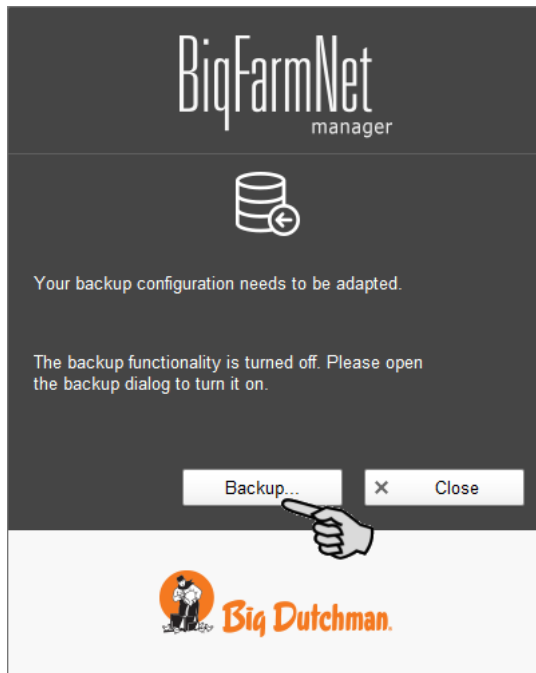 BigFarmNet
manager
Your backup configuration needs to be adapted.
The backup functionality is turned off. Please open
the backup dialog to turn it on.
Backup...
Close
Big Dutchman.